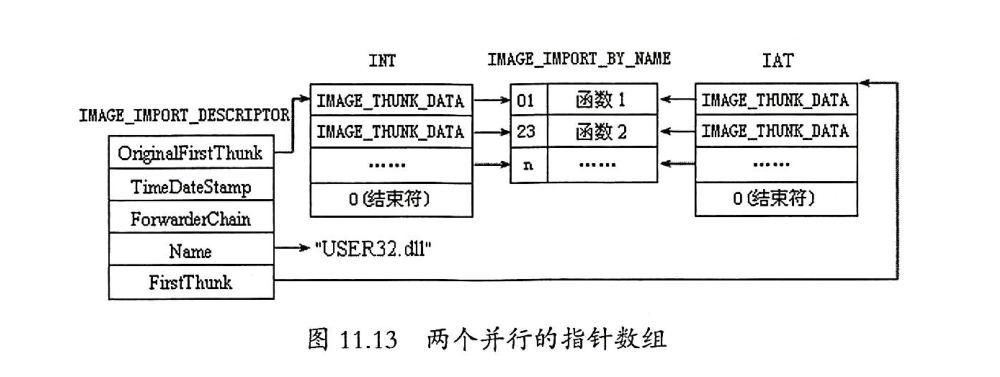 INT
IMAGE_IMPORT_BY_NAME
IAT
IMAGE_IMPORT_DESCRIPTOR
OriginalFirstThunk
TimeDateStamp
ForwarderChain
Name
FirstThunk
"USER32.dll"
IMAGE_THUNK_DATA
IMAGE_THUNK_DATA
……
0(结束符)
01 函数1
23 函数2
n ……
IMAGE_THUNK_DATA
IMAGE_THUNK_DATA
……
0(结束符)
图 11.13 两个并行的指针数组